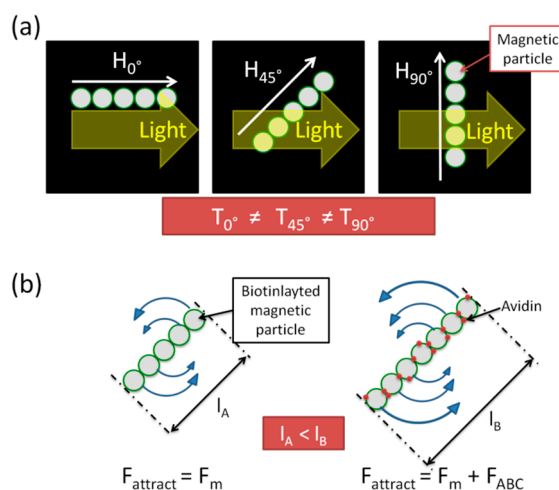 (a)
H0°
Light
H45°
Light
H90°
Light
Magnetic
particle
T0° ≠ T45° ≠ T90°
(b)
Biotinlayted
magnetic
particle
lA
Fattract = Fm
lA < lB
Avidin
lB
Fattract = Fm + FABC